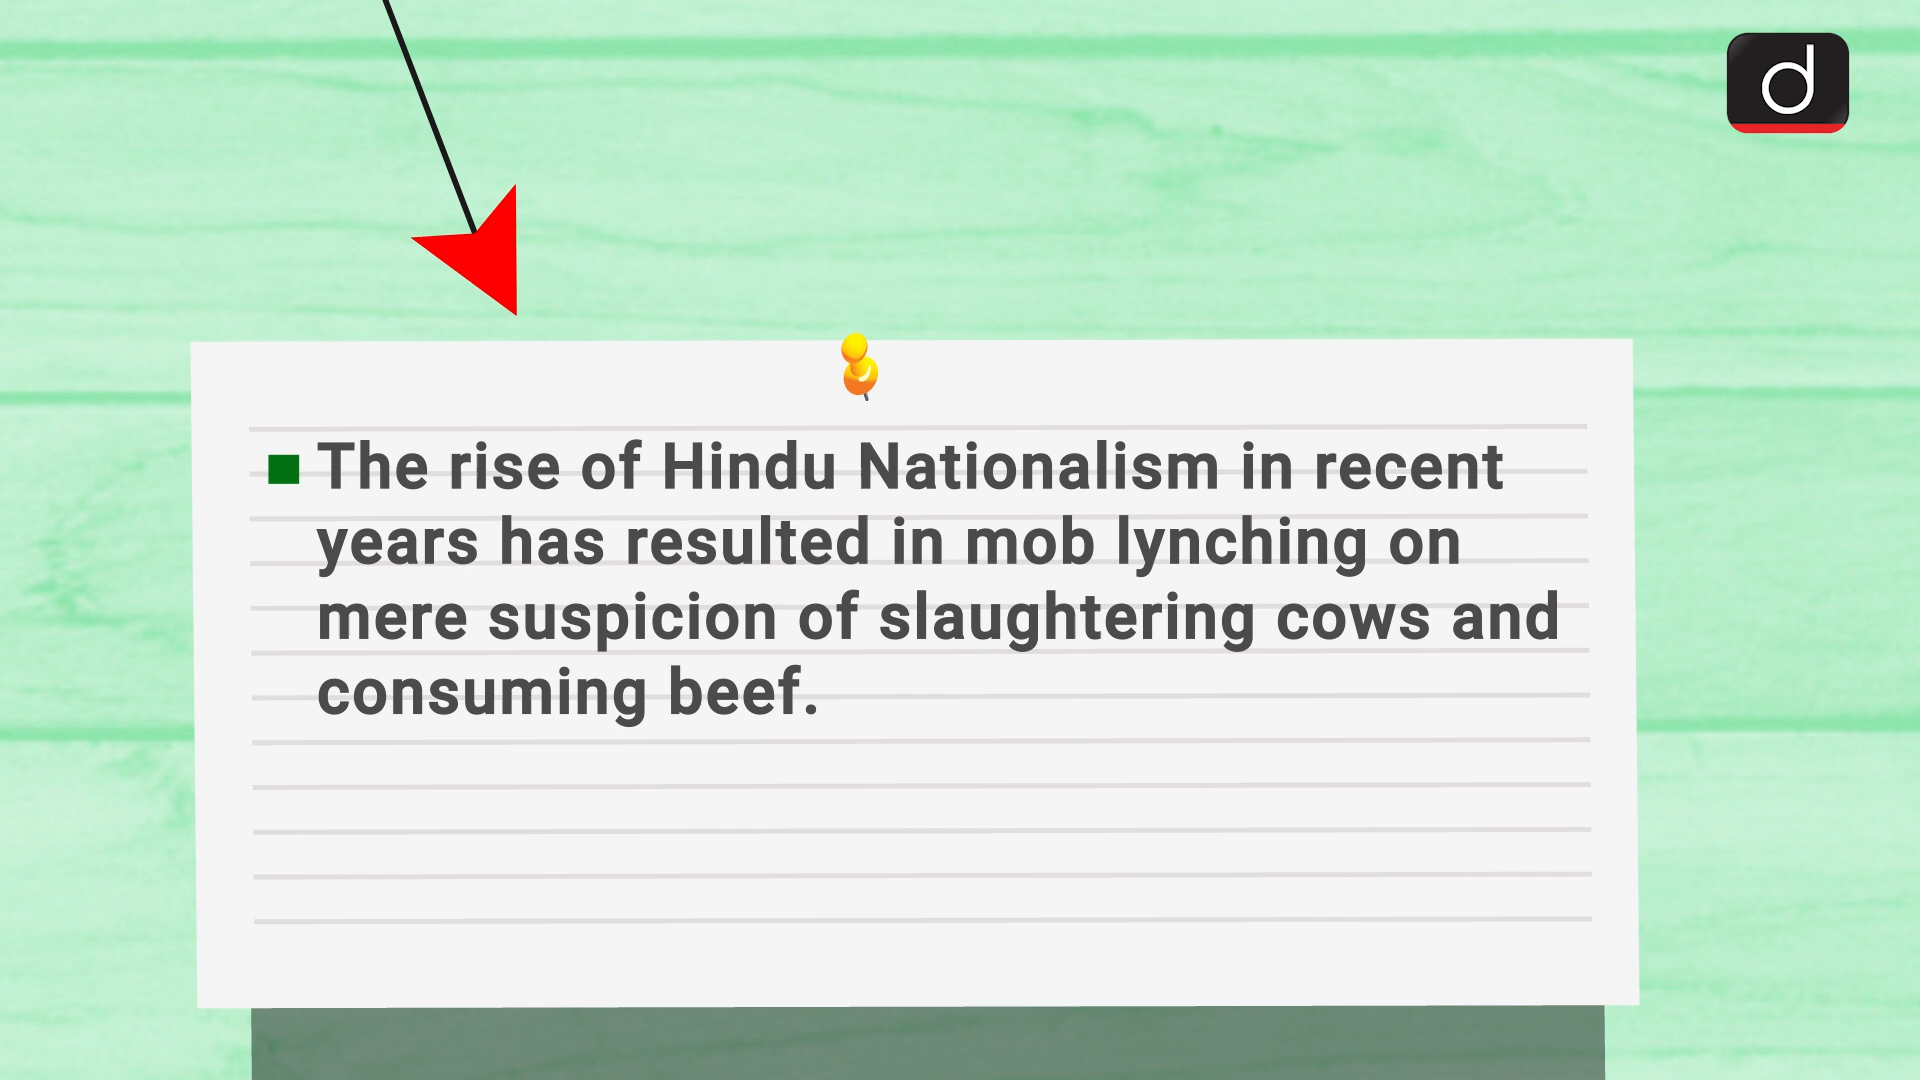 d
The rise of Hindu Nationalism in recent
years has resulted in mob lynching on
mere suspicion of slaughtering cows and
consuming beef.